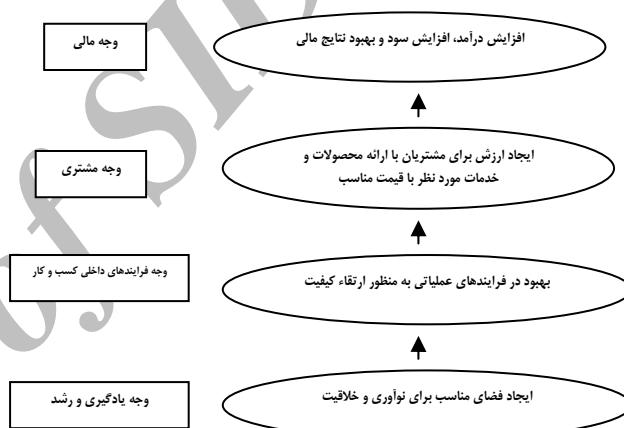 افزایش درآمد، افزایش سود و بهبود نتایج مالی
وجه مالی
ایجاد ارزش برای مشتریان با ارائه محصولات و
خدمات مورد نظر با قیمت مناسب
وجه مشتری
بهبود در فرایندهای عملیاتی به منظور ارتقاء کیفیت
وجه فرایندهای داخلی کسب و کار
ایجاد فضای مناسب برای نوآوری و خلاقیت
وجه یادگیری و رشد
of SI